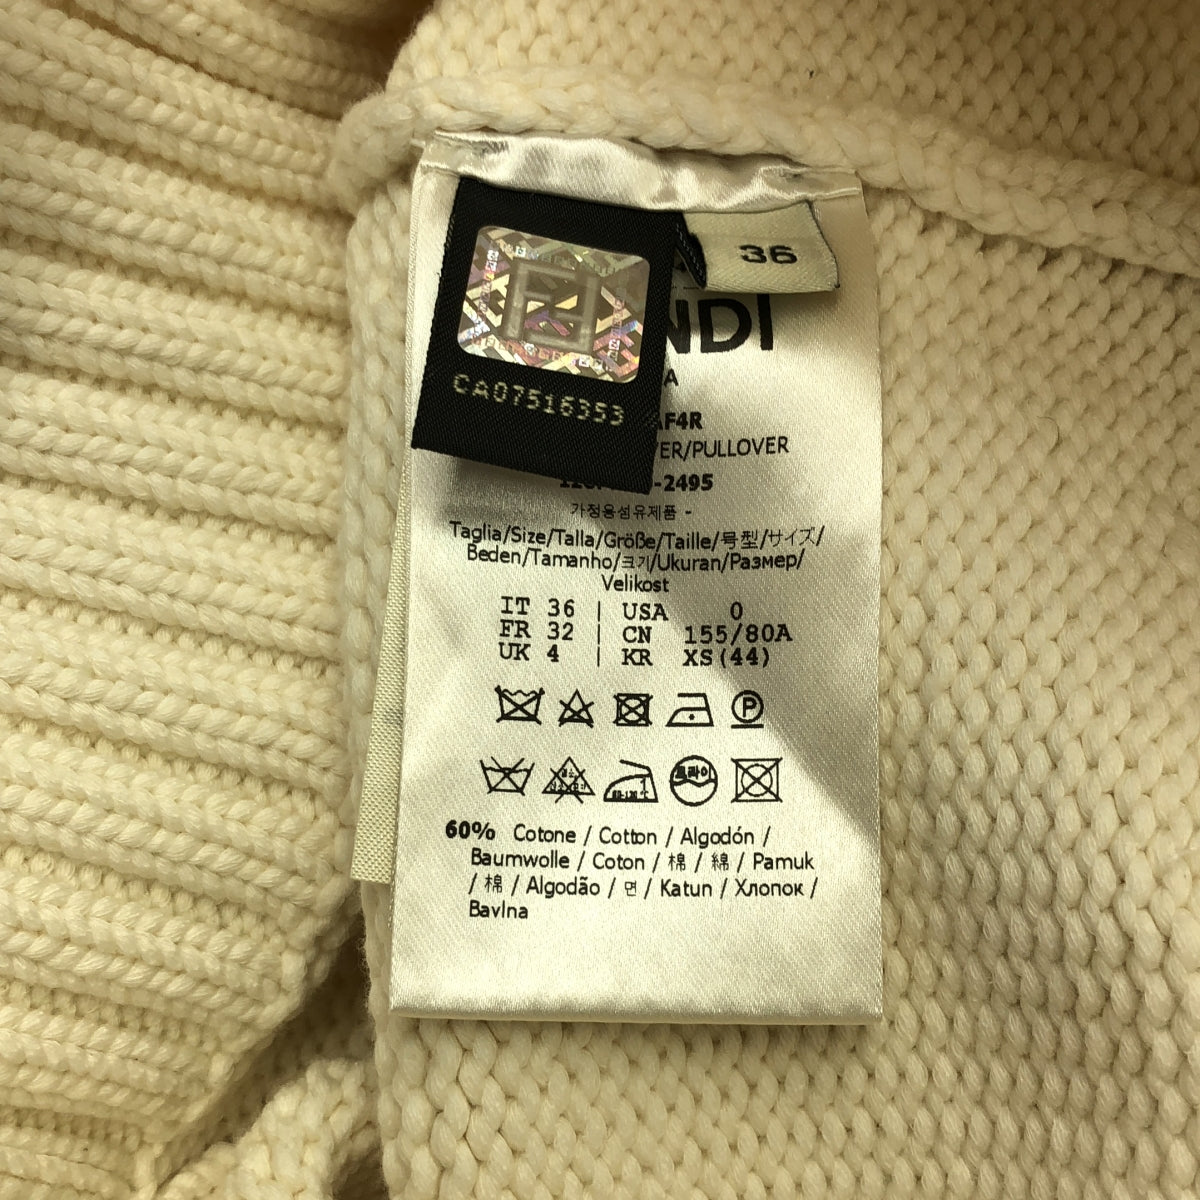 36
CA07516353
NDI
A
AF4R
ER/PULLOVER
-2495
가정용섬유제품 -
Taglia/Size/Talla/Größe/Taille/号型/サイズ/
Beden/Tamanho/크기/Ukuran/Размер/
Velikost
IT 36 | USA 0
FR 32 | CN 155/80A
UK 4 | KR XS(44)
P
드라이
60% Cotone / Cotton / Algodón /
Baumwolle / Coton / 棉 / 綿 / Pamuk
/ 棉 / Algodão / 면 / Katun / Хлопок /
Bavlna